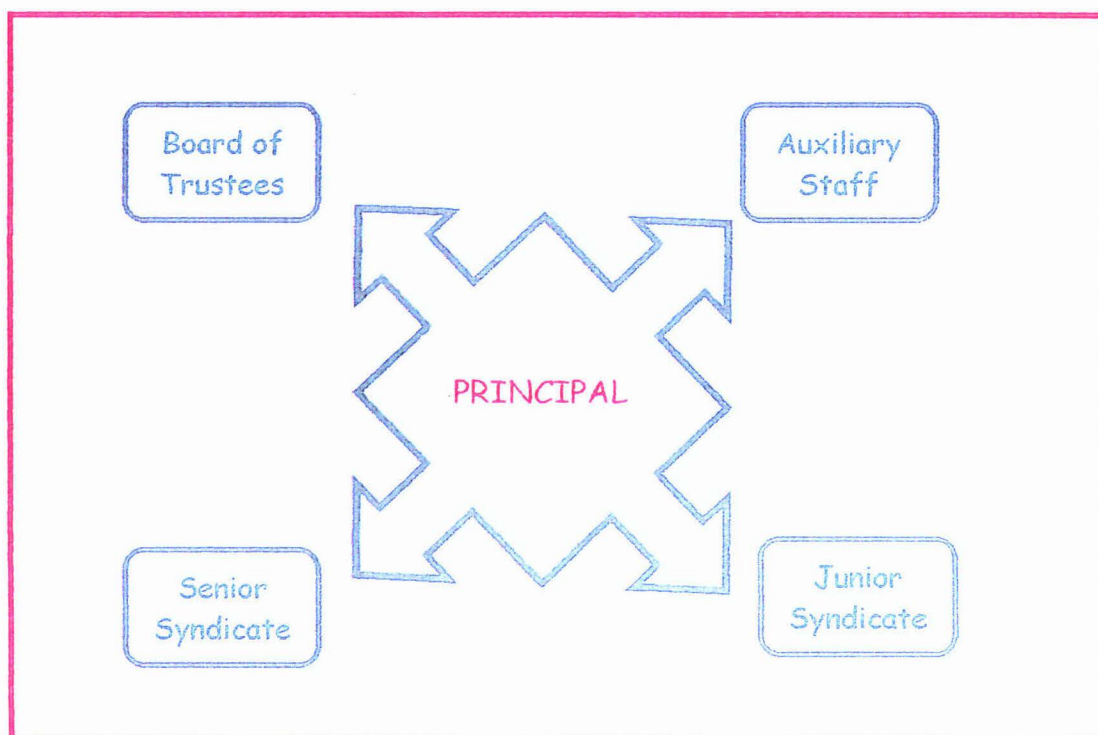 Board of
Trustees
Auxiliary
Staff
PRINCIPAL
Senior
Syndicate
Junior
Syndicate